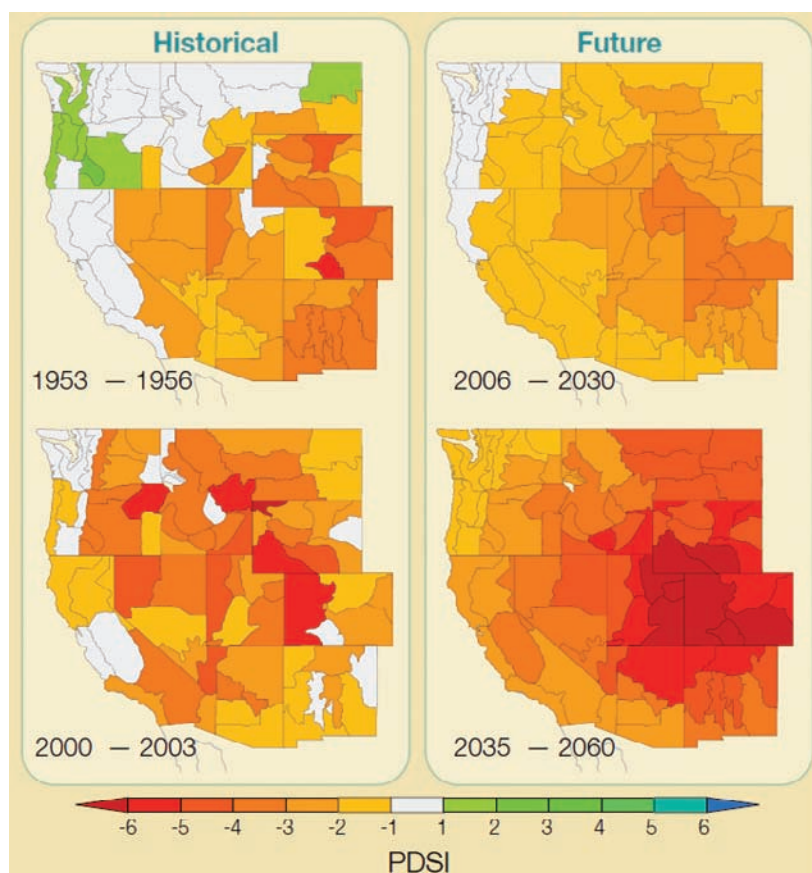 Historical
Future
1953 — 1956
2006 — 2030
2000 — 2003
2035 — 2060
-6 -5 -4 -3 -2 -1 1 2 3 4 5 6
PDSI